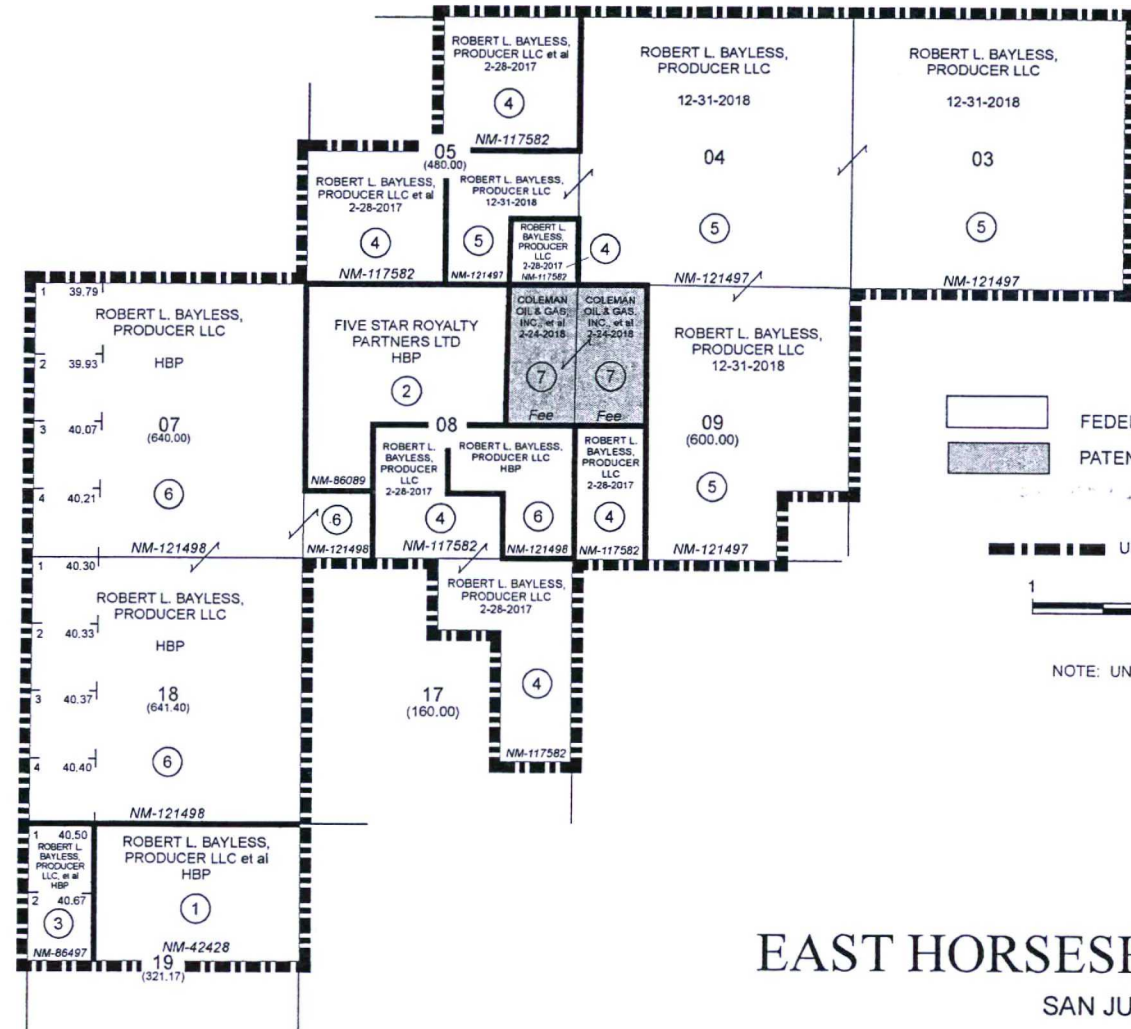 ROBERT L. BAYLESS,
PRODUCER LLC et al
2-28-2017
4
NM-117582
ROBERT L. BAYLESS,
PRODUCER LLC
12-31-2018
04
5
NM-121497
ROBERT L. BAYLESS,
PRODUCER LLC
12-31-2018
03
5
NM-121497
05
(480.00)
ROBERT L. BAYLESS,
PRODUCER LLC et al
2-28-2017
4
NM-117582
ROBERT L. BAYLESS,
PRODUCER LLC
12-31-2018
5
NM-121497
ROBERT L.
BAYLESS,
PRODUCER
LLC
2-28-2017
NM-117582
4
1 39.79
2 39.93
3 40.07
4 40.21
ROBERT L. BAYLESS,
PRODUCER LLC
HBP
07
(640.00)
6
NM-121498
FIVE STAR ROYALTY
PARTNERS LTD
HBP
2
NM-86089
08
COLEMAN
OIL & GAS,
INC., et al
2-24-2018
7
Fee
COLEMAN
OIL & GAS,
INC., et al
2-24-2018
7
Fee
ROBERT L. BAYLESS,
PRODUCER LLC
12-31-2018
09
(600.00)
5
NM-121497
6
NM-121498
ROBERT L.
BAYLESS,
PRODUCER
LLC
2-28-2017
4
NM-117582
ROBERT L. BAYLESS,
PRODUCER LLC
HBP
6
NM-121498
ROBERT L.
BAYLESS,
PRODUCER
LLC
2-28-2017
4
NM-117582
FEDE
PATEN
U
1
NOTE: UN
1 40.30
2 40.33
3 40.37
4 40.40
ROBERT L. BAYLESS,
PRODUCER LLC
HBP
18
(641.40)
6
NM-121498
ROBERT L. BAYLESS,
PRODUCER LLC
2-28-2017
4
NM-117582
17
(160.00)
1 40.50
ROBERT L.
BAYLESS,
PRODUCER
LLC, et al
HBP
2 40.67
3
NM-86497
ROBERT L. BAYLESS,
PRODUCER LLC et al
HBP
1
NM-42428
19
(321.17)
EAST HORSESH
SAN JU